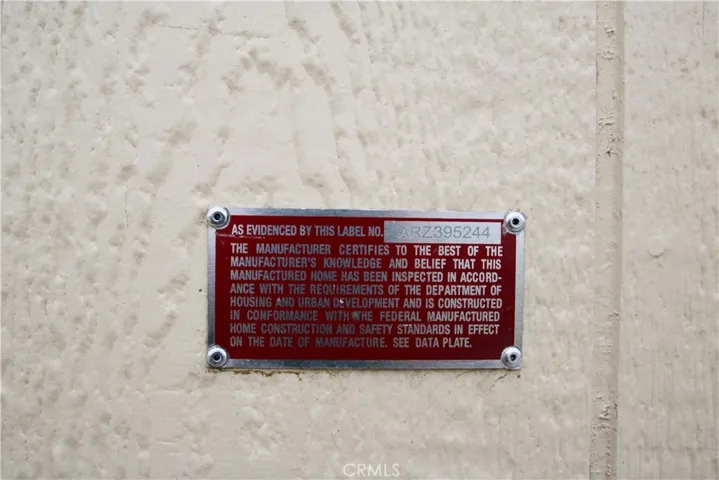 AS EVIDENCED BY THIS LABEL NO. ARZ395244
THE MANUFACTURER CERTIFIES TO THE BEST OF THE
MANUFACTURER'S KNOWLEDGE AND BELIEF THAT THIS
MANUFACTURED HOME HAS BEEN INSPECTED IN ACCORD-
ANCE WITH THE REQUIREMENTS OF THE DEPARTMENT OF
HOUSING AND URBAN DEVELOPMENT AND IS CONSTRUCTED
IN CONFORMANCE WITH THE FEDERAL MANUFACTURED
HOME CONSTRUCTION AND SAFETY STANDARDS IN EFFECT
ON THE DATE OF MANUFACTURE. SEE DATA PLATE.
CRMLS